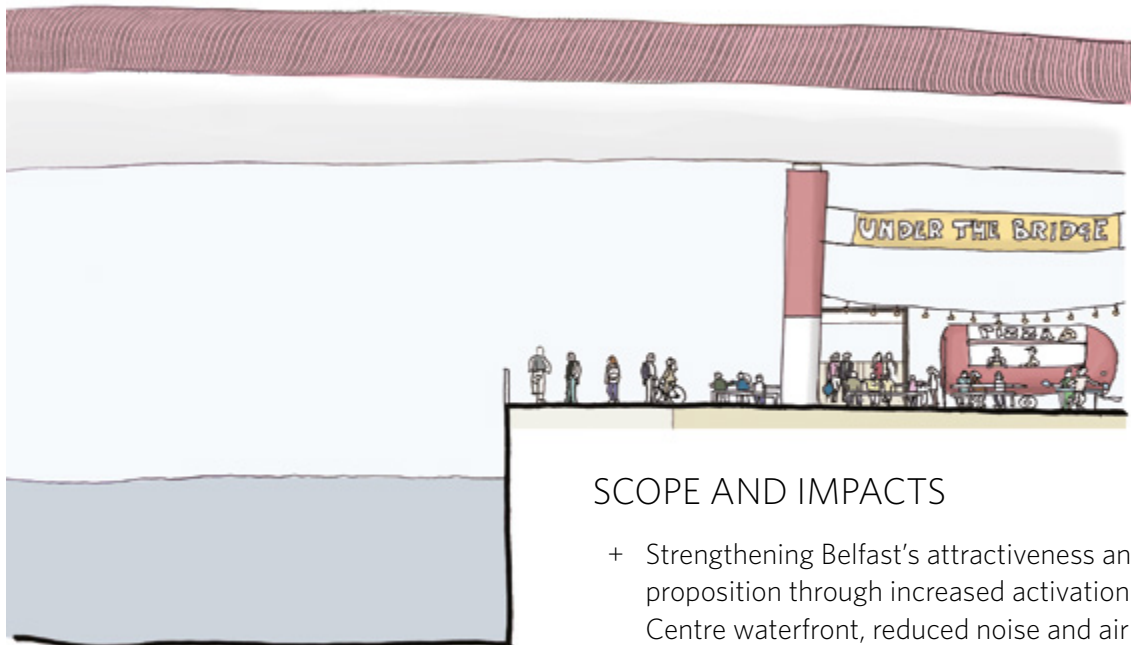 UNDER THE BRIDGE
PIZZA
SCOPE AND IMPACTS
+ Strengthening Belfast's attractiveness an
proposition through increased activation
Centre waterfront, reduced noise and air